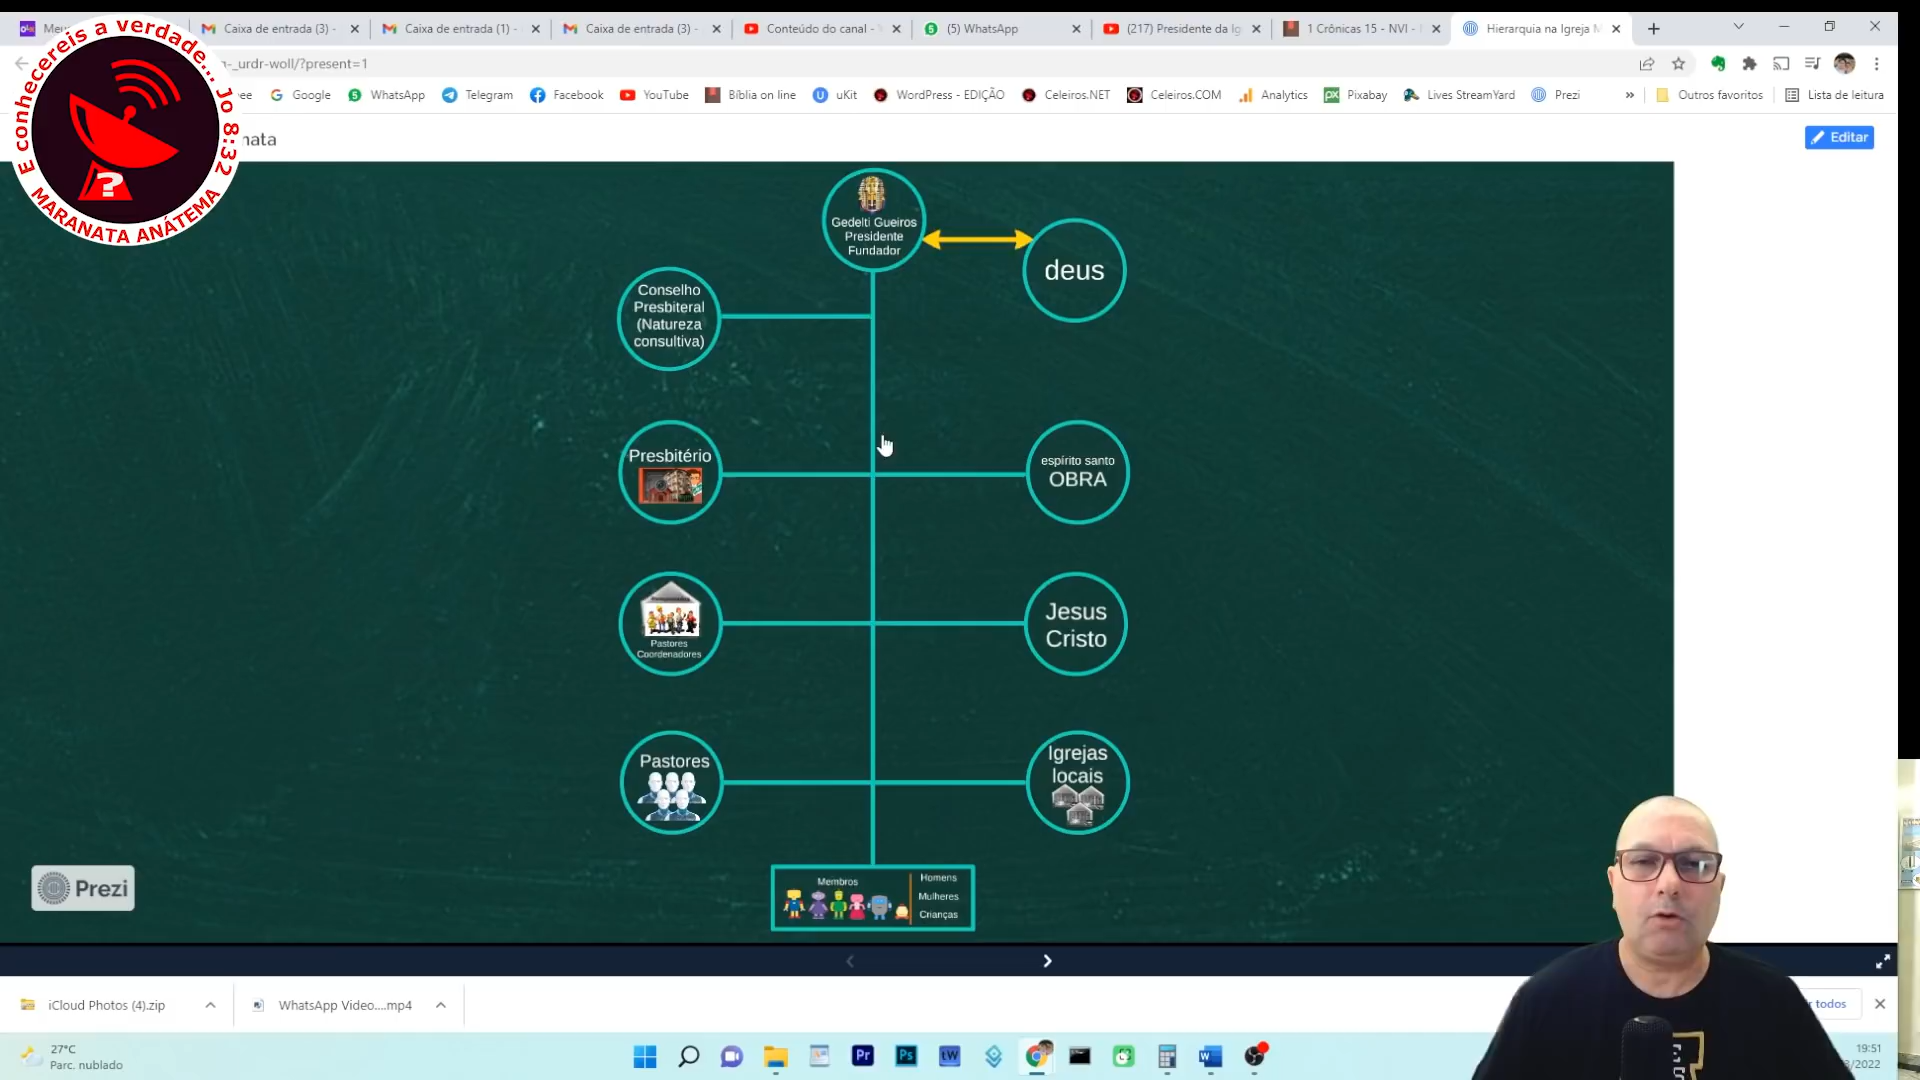 Caixa de entrada (3) -
Caixa de entrada (1) -
Caixa de entrada (3) -
Conteúdo do canal -
(5) WhatsApp
(217) Presidente da Ig
1 Crônicas 15 - NVI -
Hierarquia na Igreja M
-_urdr-woll/?present=1
Google
WhatsApp
Telegram
Facebook
YouTube
Bíblia on line
uKit
WordPress - EDIÇÃO
Celeiros.NET
Celeiros.COM
Analytics
Pixabay
Lives StreamYard
Prezi
»
Outros favoritos
Lista de leitura
E conhecereis a verdade... Jo 8:32
MARANATA ANÁTEMA
?
nata
Editar
Gedelti Gueiros
Presidente
Fundador
deus
Conselho
Presbiteral
(Natureza
consultiva)
Presbitério
espírito santo
OBRA
Pastores
Coordenadores
Jesus
Cristo
Pastores
Igrejas
locais
Membros
Homens
Mulheres
Crianças
Prezi
iCloud Photos (4).zip
WhatsApp Video....mp4
todos
27°C
Parc. nublado
Pr
Ps
tW
W
19:51
/2022